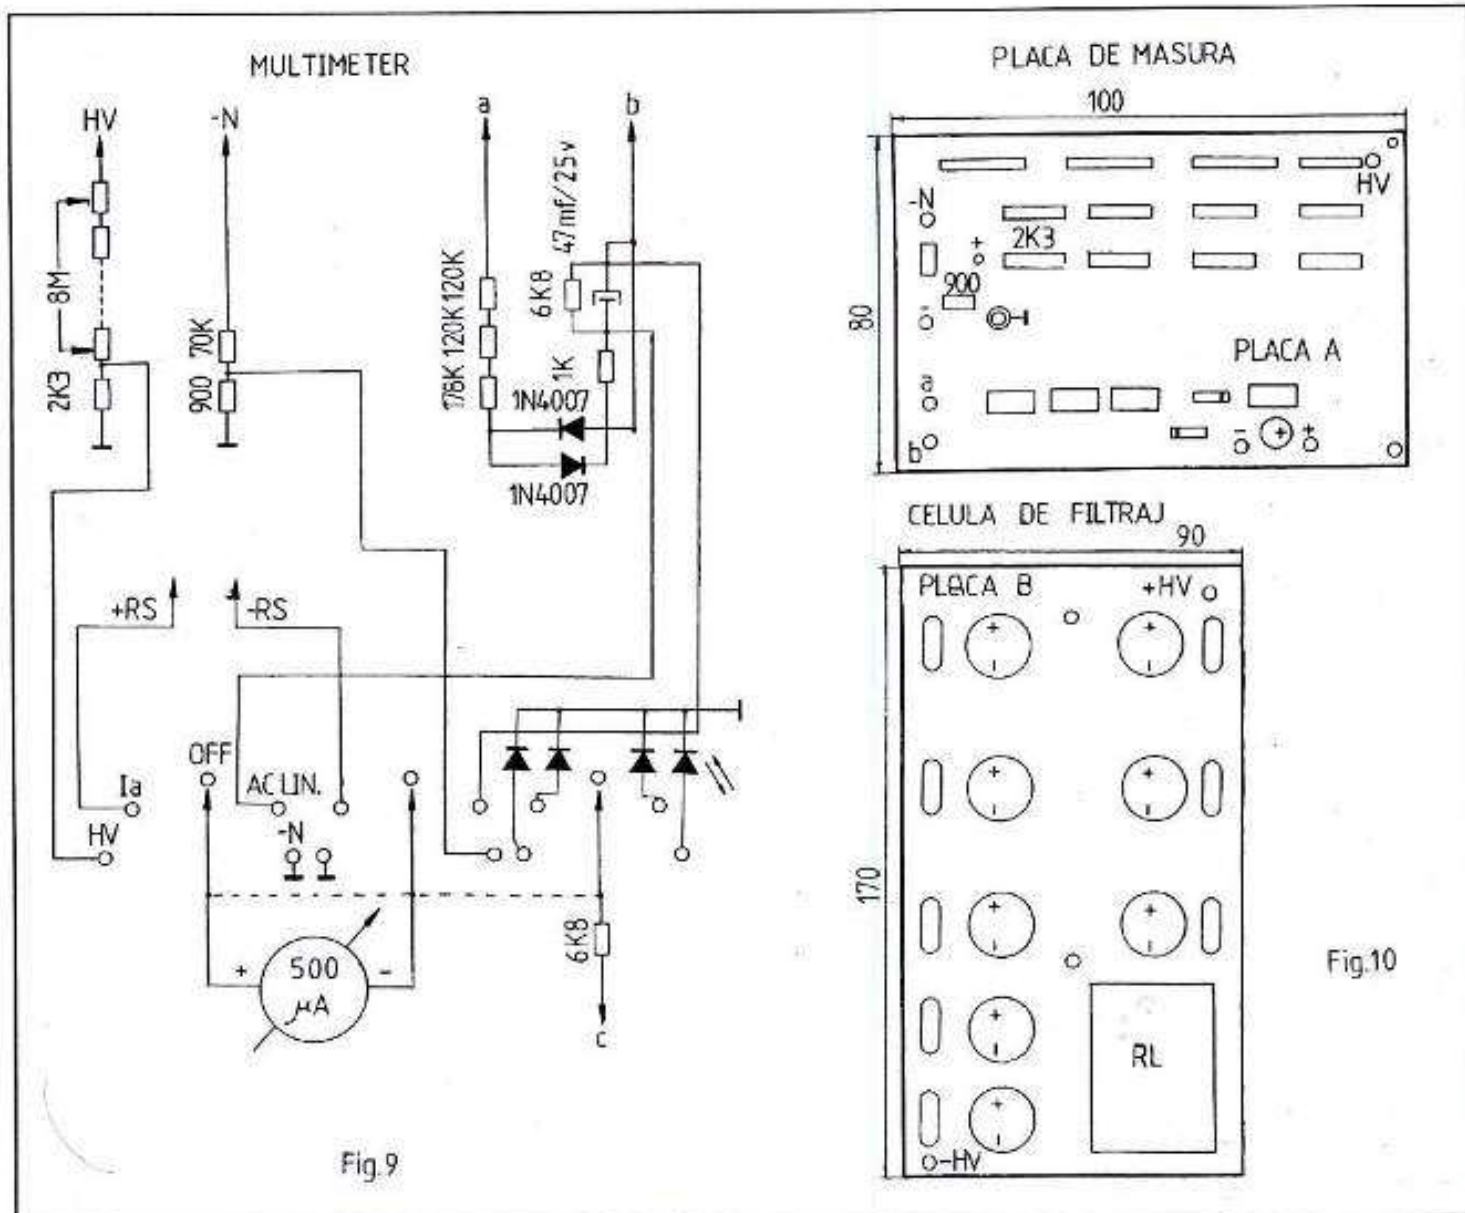 MULTIMETER
HV
-N
a
b
8M
2K3
70K
900
178K 120K 120K
6K8
47mf/25v
1K
1N4007
1N4007
+RS
-RS
OFF
Ia
AC LIN.
HV
-N
+
500
µA
-
6K8
c
Fig.9
PLACA DE MASURA
100
80
HV
-N
+
2K3
900
-
PLACA A
a
b
-
+
+
CELULA DE FILTRAJ
90
170
PLACA B
+HV
+
-
+
-
+
-
+
-
+
-
+
-
+
-
+
-
RL
-HV
Fig.10